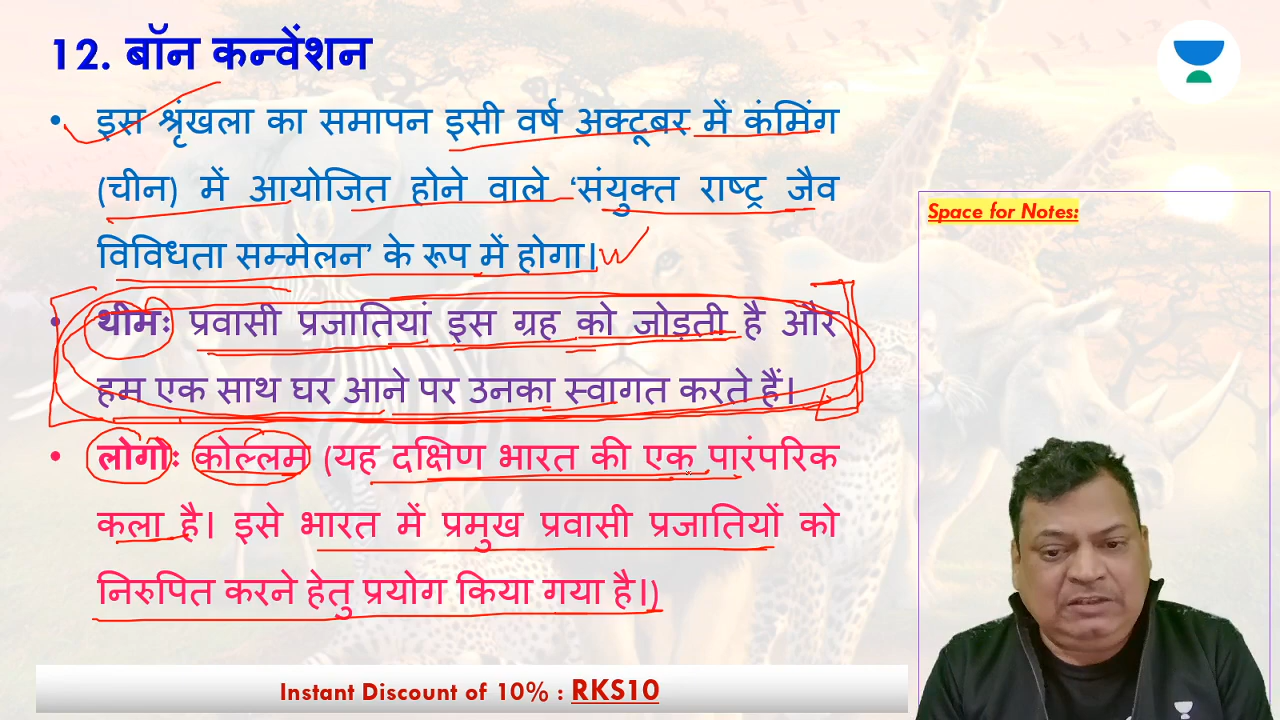 12. बॉन कन्वेंशन
• इस श्रृंखला का समापन इसी वर्ष अक्टूबर में कंमिंग
(चीन) में आयोजित होने वाले ‘संयुक्त राष्ट्र जैव
विविधता सम्मेलन’ के रूप में होगा।
• थीमः प्रवासी प्रजातियां इस ग्रह को जोड़ती है और
हम एक साथ घर आने पर उनका स्वागत करते हैं।
• लोगोः कोल्लम (यह दक्षिण भारत की एक पारंपरिक
कला है। इसे भारत में प्रमुख प्रवासी प्रजातियों को
निरुपित करने हेतु प्रयोग किया गया है।)
Space for Notes:
Instant Discount of 10% : RKS10